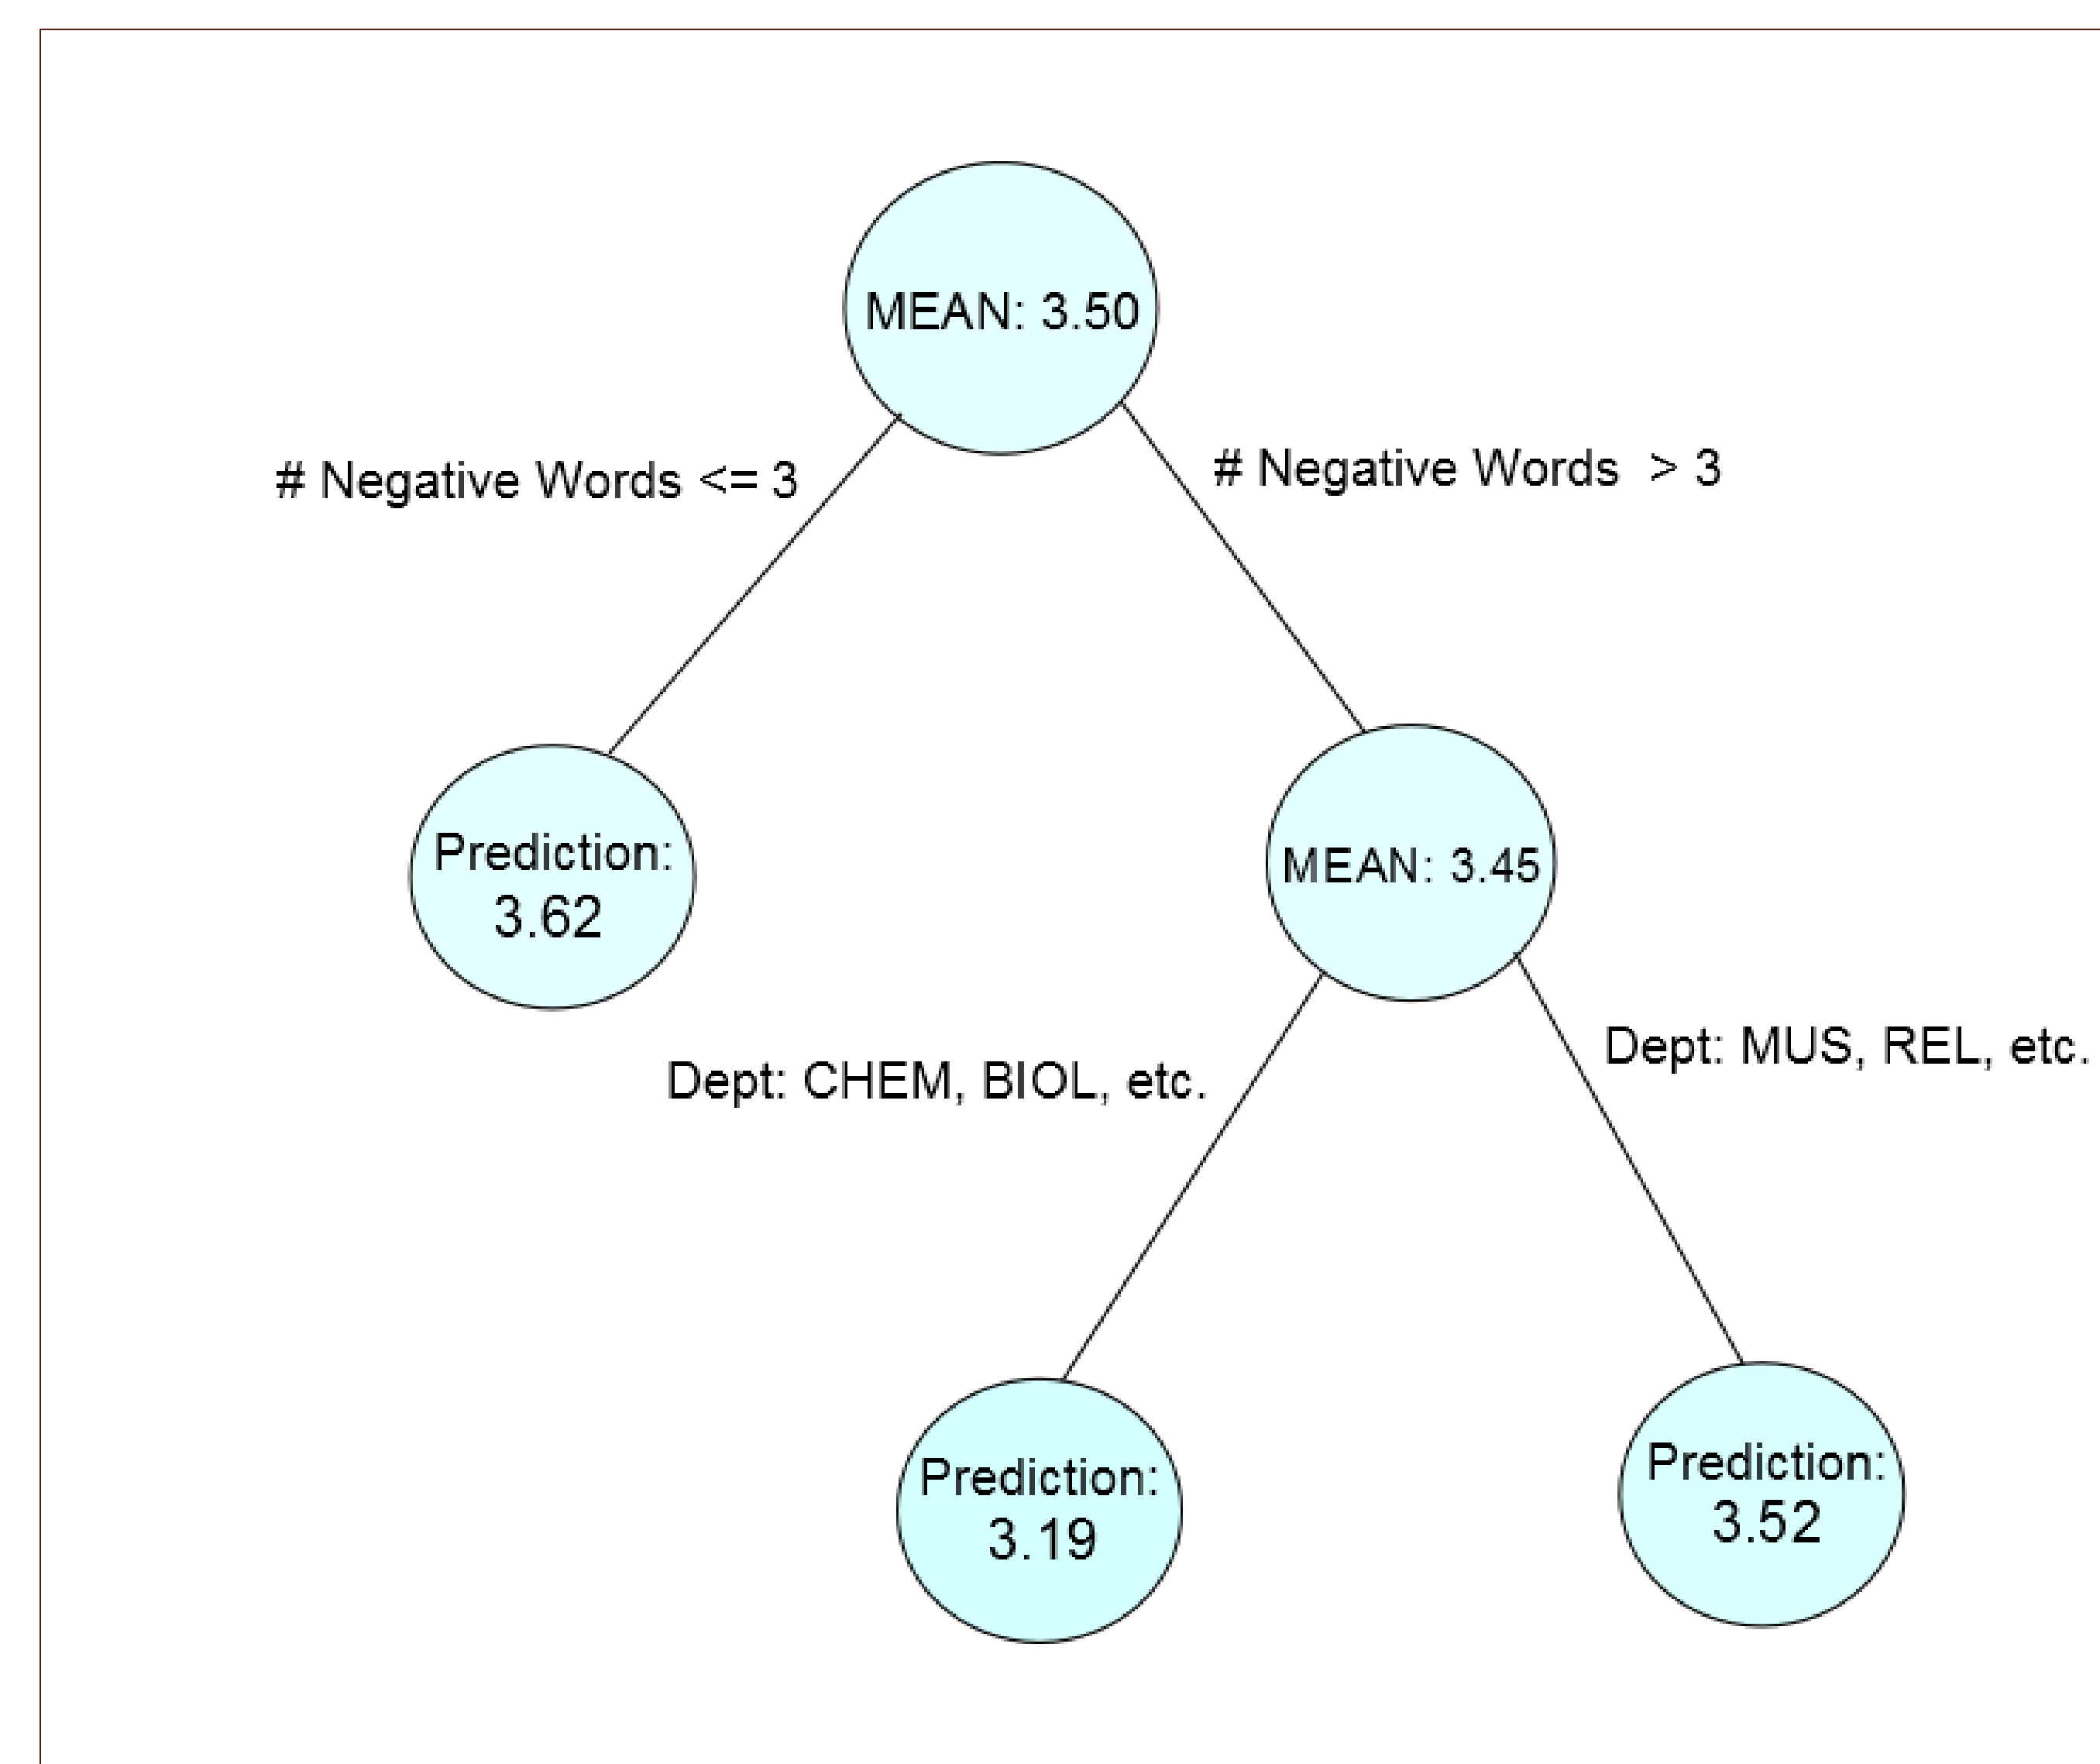 MEAN: 3.50
# Negative Words <= 3
# Negative Words > 3
Prediction:
3.62
MEAN: 3.45
Dept: CHEM, BIOL, etc.
Dept: MUS, REL, etc.
Prediction:
3.19
Prediction:
3.52